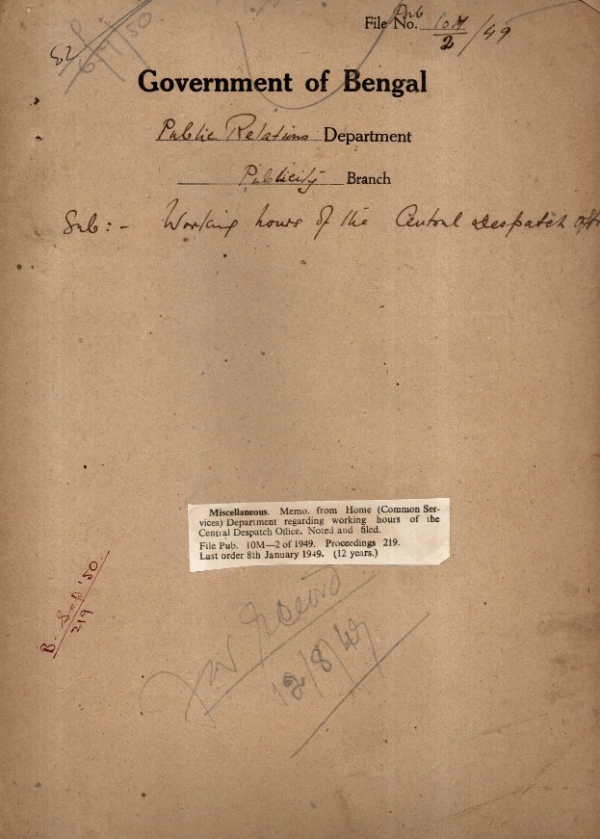 File No. Pub 10M/2/49
Government of Bengal
Public Relations Department
Publicity Branch
Sub:- Working hours of the Central Despatch
Miscellaneous. Memo. from Home (Common Ser-
vices) Department regarding working hours of the
Central Despatch Office. Noted and filed.
File Pub. 10M—2 of 1949. Proceedings 219.
Last order 8th January 1949. (12 years.)
B. Sep '50
219
Record
12/8/49